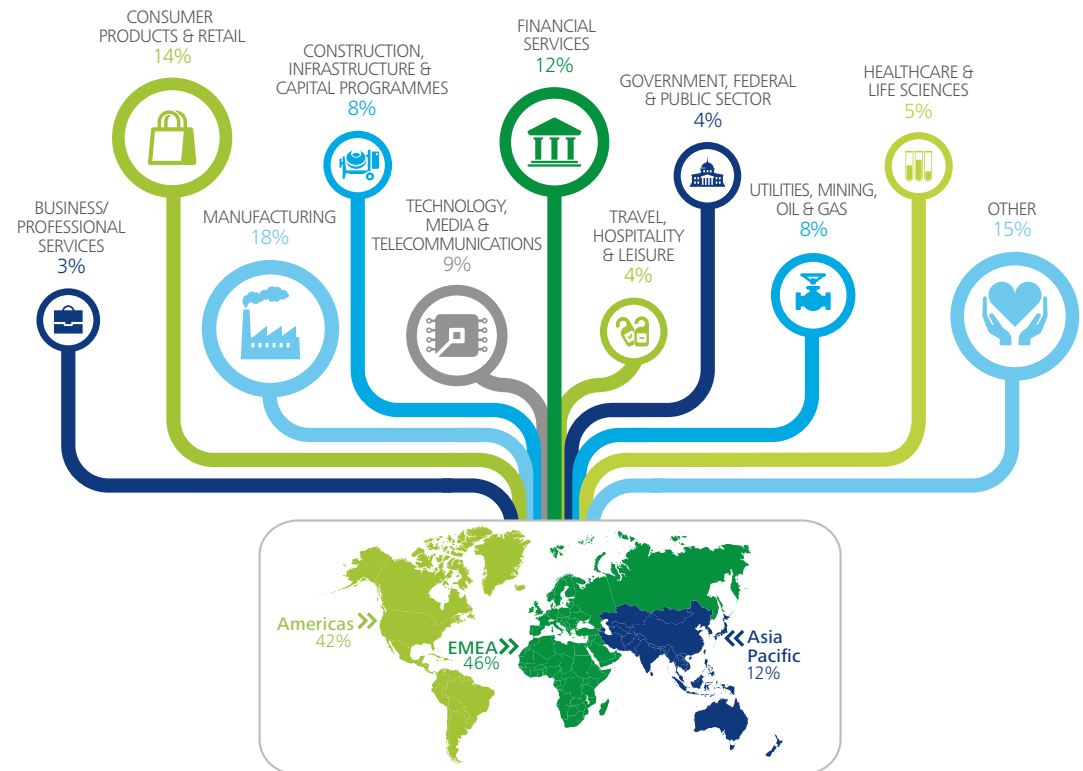 CONSUMER
PRODUCTS & RETAIL
14%
CONSTRUCTION,
INFRASTRUCTURE &
CAPITAL PROGRAMMES
8%
FINANCIAL
SERVICES
12%
GOVERNMENT, FEDERAL
& PUBLIC SECTOR
4%
HEALTHCARE &
LIFE SCIENCES
5%
BUSINESS/
PROFESSIONAL
SERVICES
3%
MANUFACTURING
18%
TECHNOLOGY,
MEDIA &
TELECOMMUNICATIONS
9%
TRAVEL,
HOSPITALITY
& LEISURE
4%
UTILITIES, MINING,
OIL & GAS
8%
OTHER
15%
Americas
42%
EMEA
46%
Asia
Pacific
12%